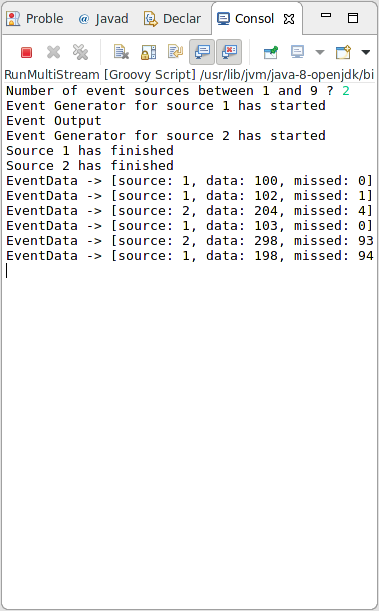 Proble @ Javad Declar Consol
RunMultiStream [Groovy Script] /usr/lib/jvm/java-8-openjdk/bi
Number of event sources between 1 and 9 ? 2
Event Generator for source 1 has started
Event Output
Event Generator for source 2 has started
Source 1 has finished
Source 2 has finished
EventData -> [source: 1, data: 100, missed: 0]
EventData -> [source: 1, data: 102, missed: 1]
EventData -> [source: 2, data: 204, missed: 4]
EventData -> [source: 1, data: 103, missed: 0]
EventData -> [source: 2, data: 298, missed: 93
EventData -> [source: 1, data: 198, missed: 94